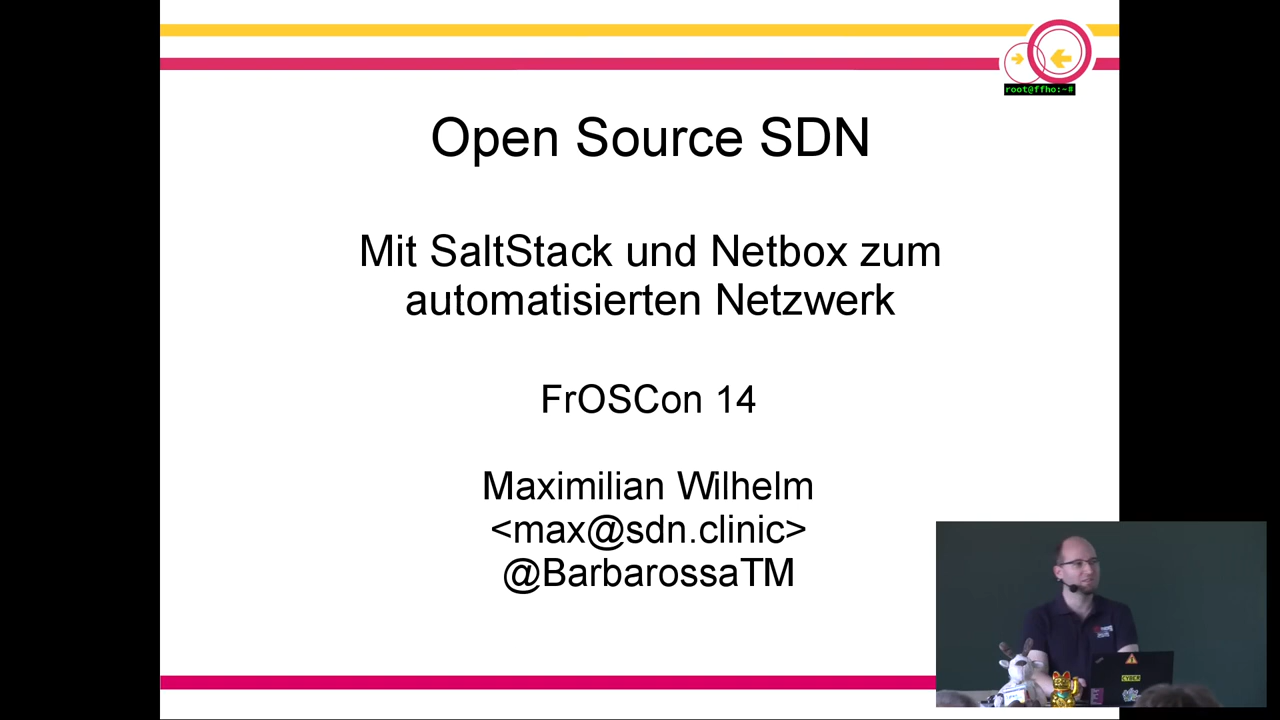 root@ffho:~#
Open Source SDN
Mit SaltStack und Netbox zum
automatisierten Netzwerk
FrOSCon 14
Maximilian Wilhelm
<max@sdn.clinic>
@BarbarossaTM
CYBER